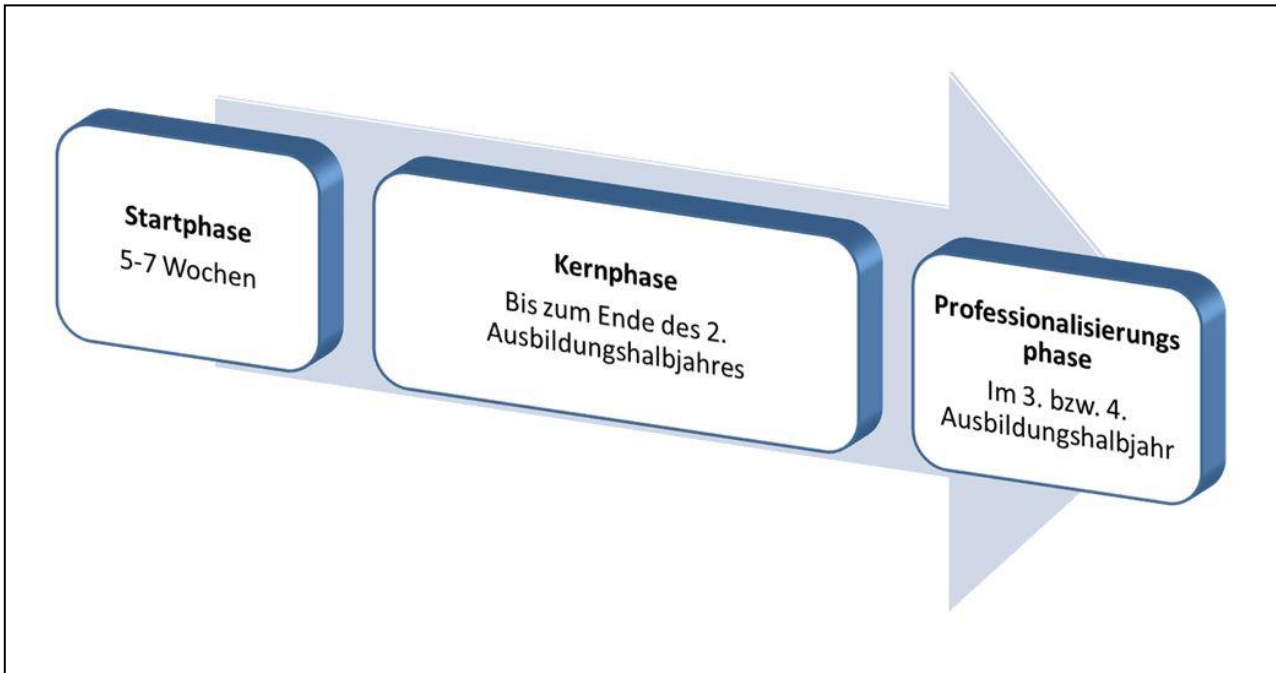 Startphase
5-7 Wochen
Kernphase
Bis zum Ende des 2.
Ausbildungshalbjahres
Professionalisierungs
phase
Im 3. bzw. 4.
Ausbildungshalbjahr